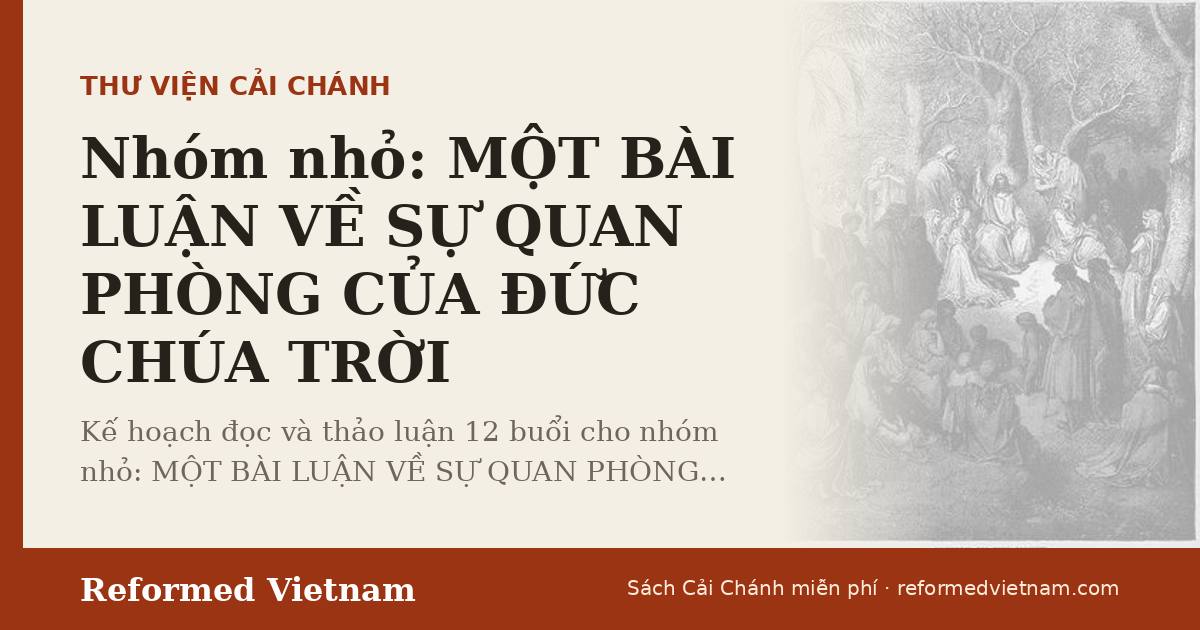 THƯ VIỆN CẢI CHÁNH
Nhóm nhỏ: MỘT BÀI
LUẬN VỀ SỰ QUAN
PHÒNG CỦA ĐỨC
CHÚA TRỜI
Kế hoạch đọc và thảo luận 12 buổi cho nhóm
nhỏ: MỘT BÀI LUẬN VỀ SỰ QUAN PHÒNG...
Reformed Vietnam
Sách Cải Chánh miễn phí · reformedvietnam.com